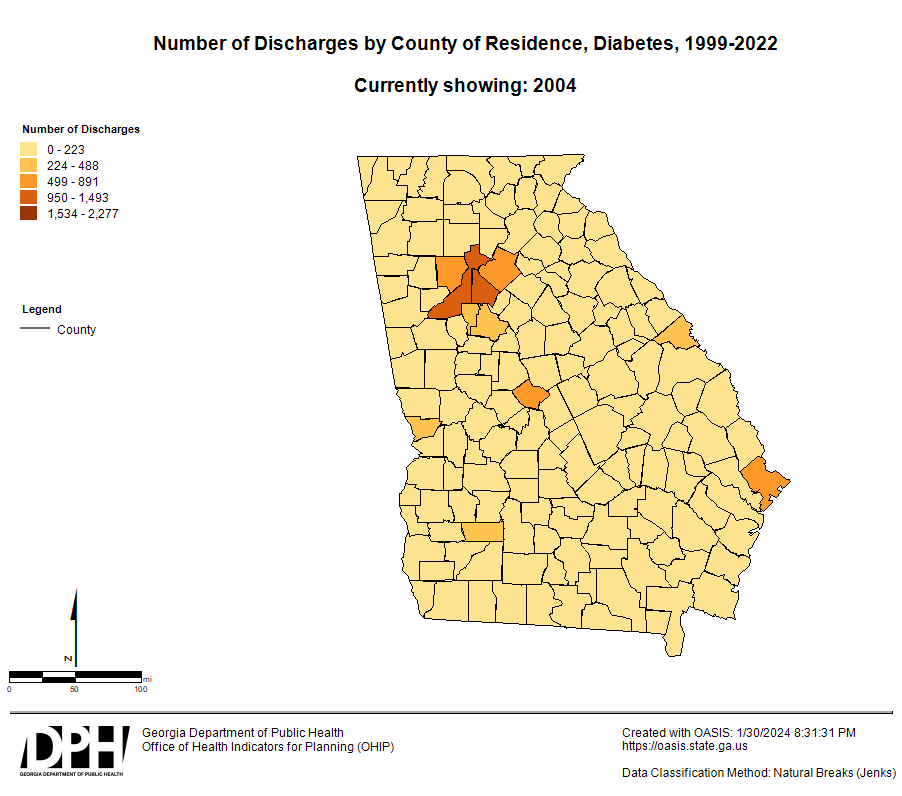 Number of Discharges by County of Residence, Diabetes, 1999-2022
Currently showing: 2004
Number of Discharges
0 - 223
224 - 488
499 - 891
950 - 1,493
1,534 - 2,277
Legend
County
N
mi
0 50 100
DPH
GEORGIA DEPARTMENT OF PUBLIC HEALTH
Georgia Department of Public Health
Office of Health Indicators for Planning (OHIP)
Created with OASIS: 1/30/2024 8:31:31 PM
https://oasis.state.ga.us
Data Classification Method: Natural Breaks (Jenks)